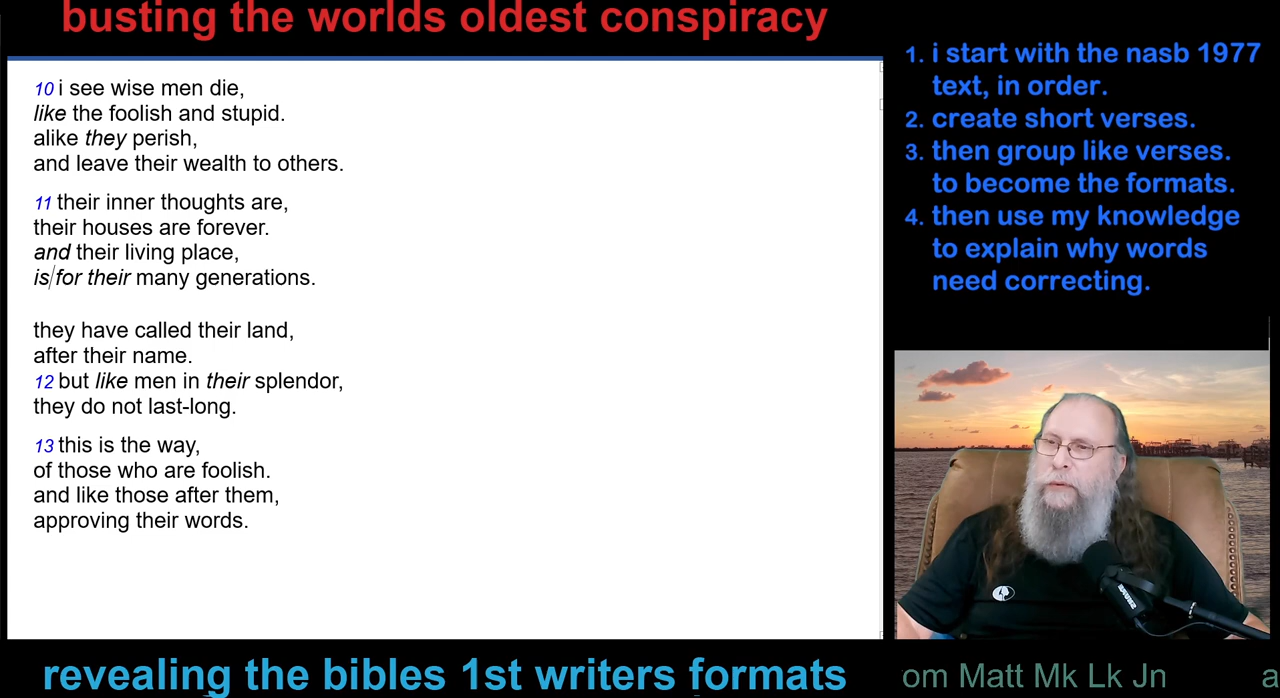 busting the worlds oldest conspiracy
10 i see wise men die,
like the foolish and stupid.
alike they perish,
and leave their wealth to others.
11 their inner thoughts are,
their houses are forever.
and their living place,
is for their many generations.
they have called their land,
after their name.
12 but like men in their splendor,
they do not last-long.
13 this is the way,
of those who are foolish.
and like those after them,
approving their words.
1. i start with the nasb 1977
text, in order.
2. create short verses.
3. then group like verses.
to become the formats.
4. then use my knowledge
to explain why words
need correcting.
revealing the bibles 1st writers formats
om Matt Mk Lk Jn a